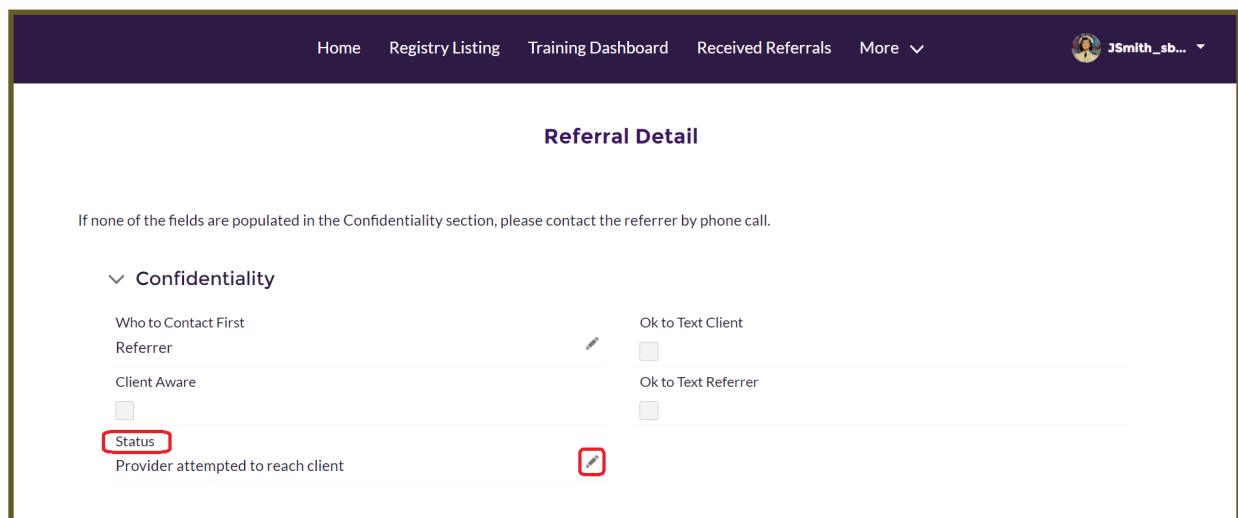 Home Registry Listing Training Dashboard Received Referrals More JSmith_sb...
Referral Detail
If none of the fields are populated in the Confidentiality section, please contact the referrer by phone call.
Confidentiality
Who to Contact First
Referrer
Ok to Text Client
Client Aware
Ok to Text Referrer
Status
Provider attempted to reach client